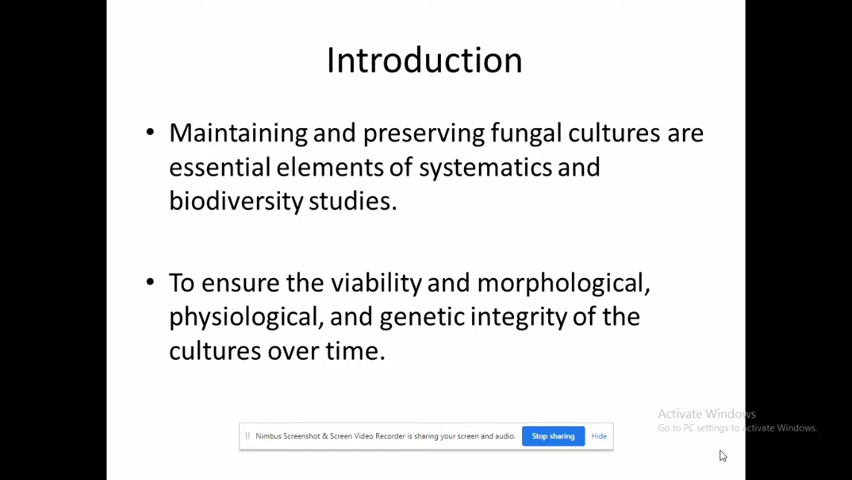 Introduction
• Maintaining and preserving fungal cultures are
essential elements of systematics and
biodiversity studies.
• To ensure the viability and morphological,
physiological, and genetic integrity of the
cultures over time.
Activate Windows
Go to PC settings to activate Windows.
Nimbus Screenshot & Screen Video Recorder is sharing your screen and audio. Stop sharing Hide